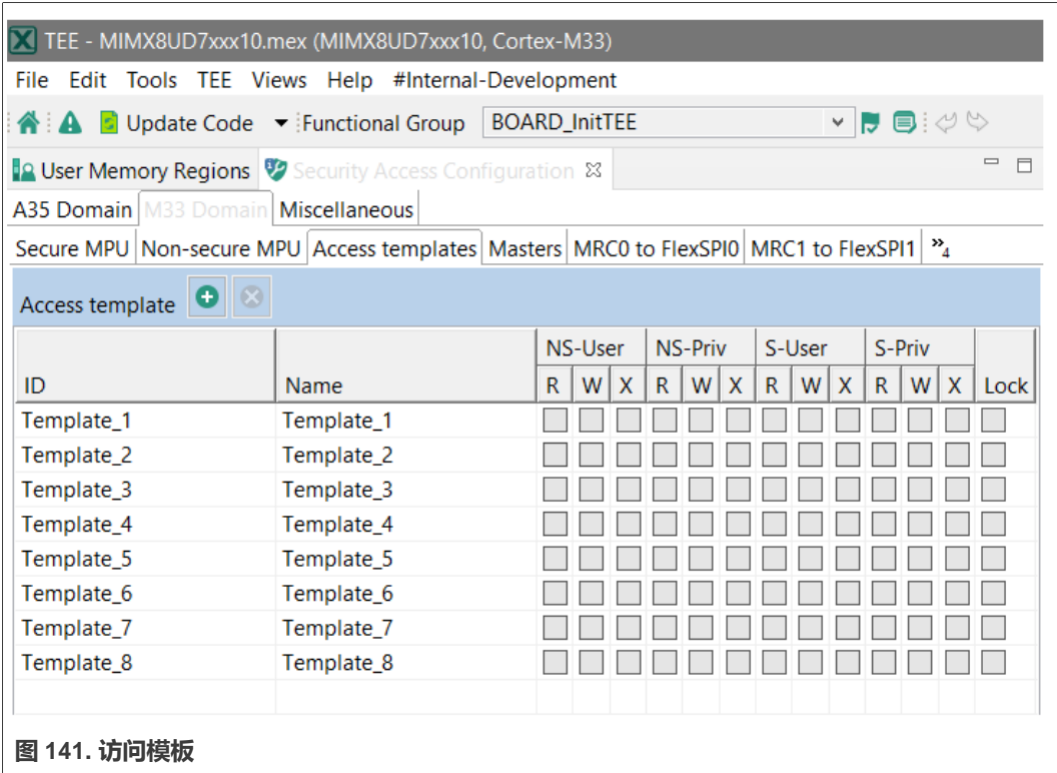 TEE - MIMX8UD7xxx10.mex (MIMX8UD7xxx10, Cortex-M33)
File Edit Tools TEE Views Help #Internal-Development
Update Code Functional Group BOARD_InitTEE
User Memory Regions Security Access Configuration
A35 Domain M33 Domain Miscellaneous
Secure MPU Non-secure MPU Access templates Masters MRC0 to FlexSPI0 MRC1 to FlexSPI1 »4
Access template
NS-User NS-Priv S-User S-Priv
ID Name R W X R W X R W X R W X Lock
Template_1 Template_1
Template_2 Template_2
Template_3 Template_3
Template_4 Template_4
Template_5 Template_5
Template_6 Template_6
Template_7 Template_7
Template_8 Template_8
图 141. 访问模板